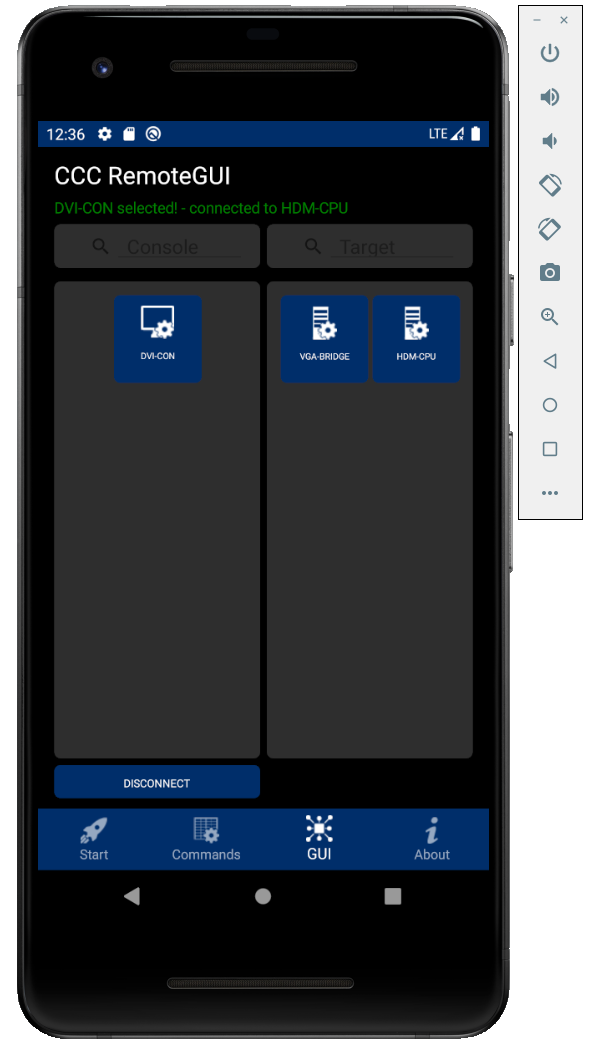 12:36 LTE
CCC RemoteGUI
DVI-CON selected! - connected to HDM-CPU
Console Target
DVI-CON VGA-BRIDGE HDM-CPU
DISCONNECT
Start Commands GUI About